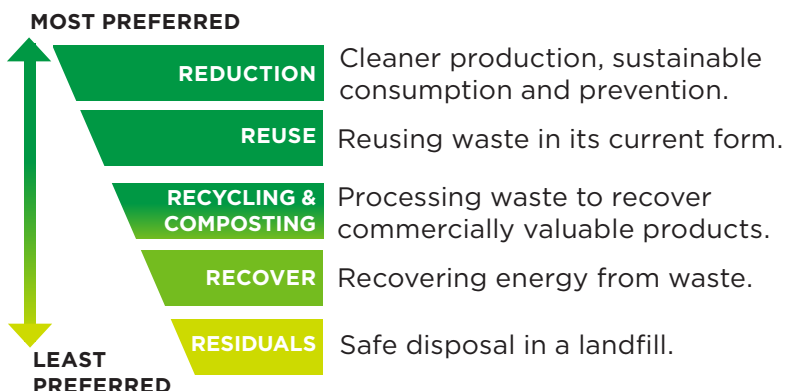 MOST PREFERRED
REDUCTION
Cleaner production, sustainable
consumption and prevention.
REUSE
Reusing waste in its current form.
RECYCLING &
COMPOSTING
Processing waste to recover
commercially valuable products.
RECOVER
Recovering energy from waste.
RESIDUALS
Safe disposal in a landfill.
LEAST
PREFERRED